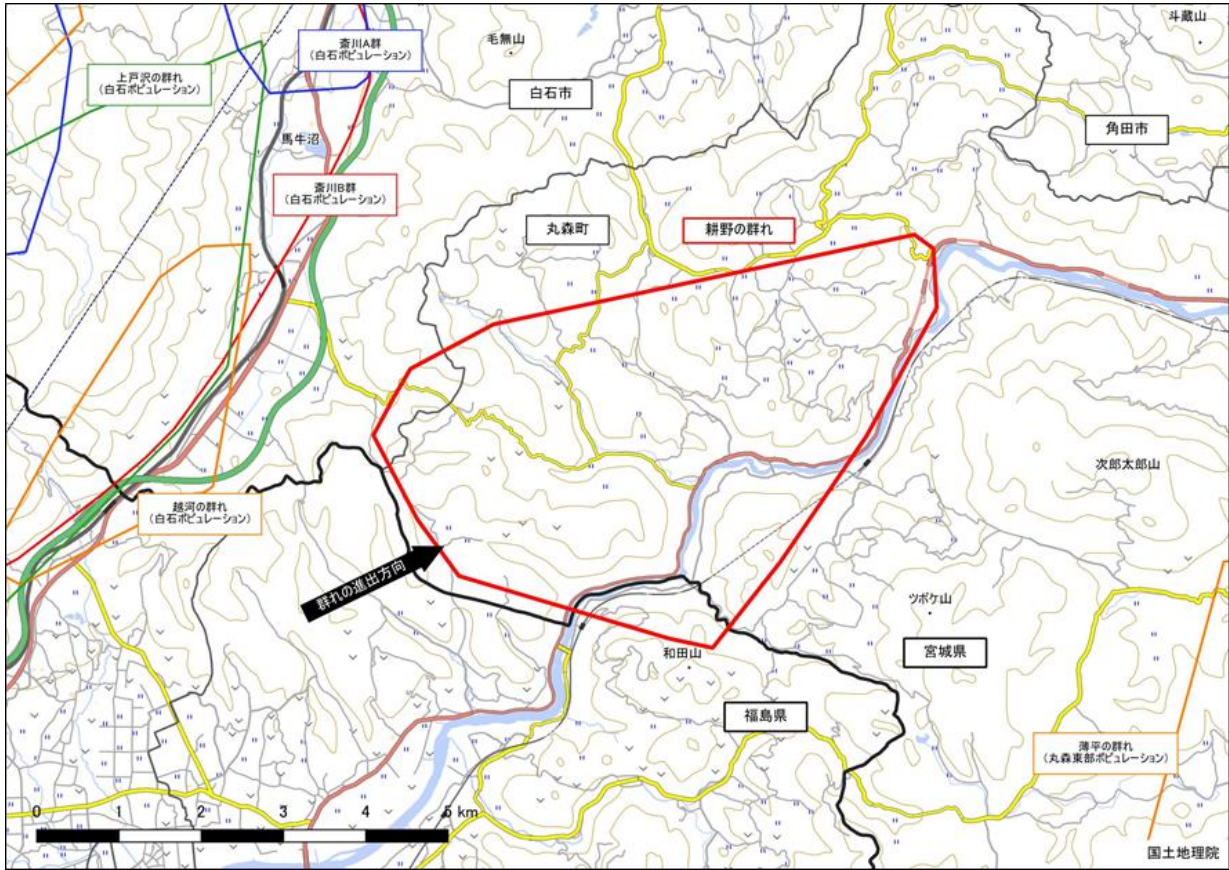 斗蔵山
毛無山
斎川A群
(白石ポピュレーション)
上戸沢の群れ
(白石ポピュレーション)
白石市
角田市
馬牛沼
斎川B群
(白石ポピュレーション)
丸森町
耕野の群れ
次郎太郎山
越河の群れ
(白石ポピュレーション)
群れの進出方向
ツボケ山
和田山
宮城県
福島県
薄平の群れ
(丸森東部ポピュレーション)
0 1 2 3 4 5 km
国土地理院